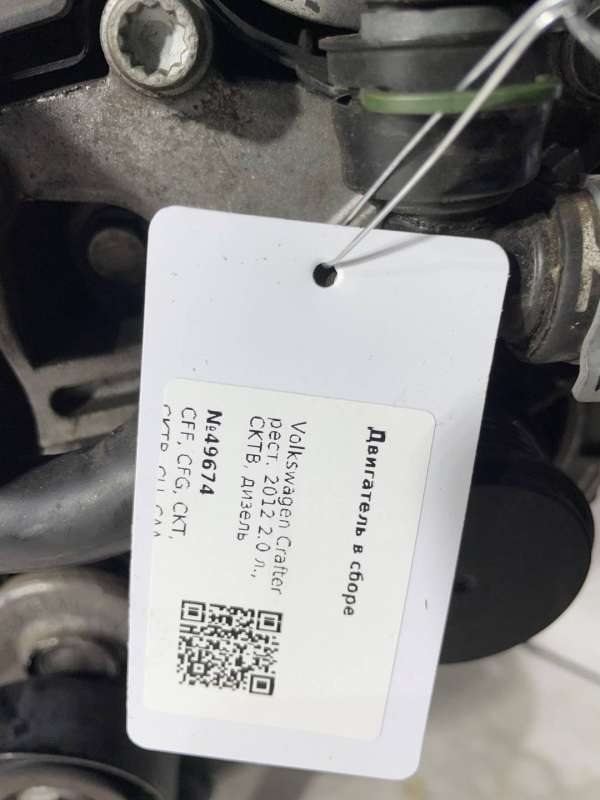 Двигатель в сборе
Volkswagen Crafter
рест. 2012 2.0 л.,
CKTB, дизель
№49674
CFF, CFG, CKT,